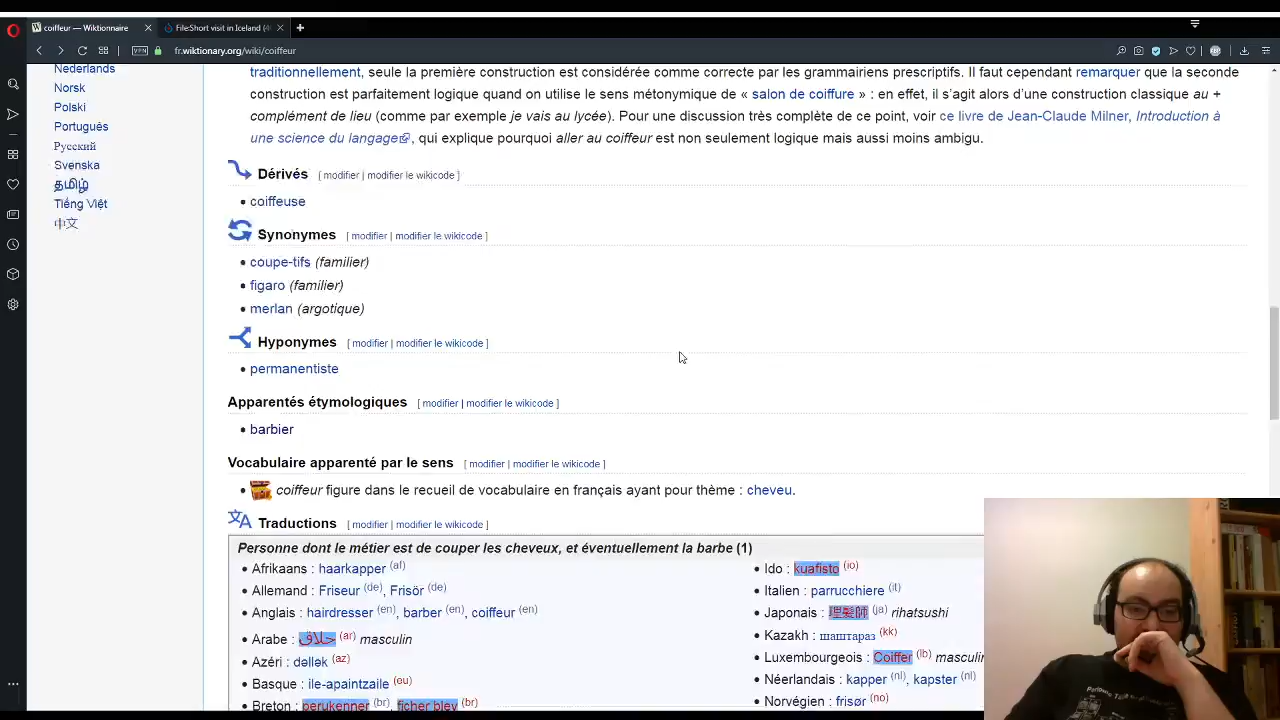 coiffeur — Wiktionnaire
File:Short visit in Iceland (4
VPN
fr.wiktionary.org/wiki/coiffeur
Nederlands
Norsk
Polski
Português
Русский
Svenska
தமிழ்
Tiếng Việt
中文
traditionnellement, seule la première construction est considérée comme correcte par les grammairiens prescriptifs. Il faut cependant remarquer que la seconde
construction est parfaitement logique quand on utilise le sens métonymique de « salon de coiffure » : en effet, il s’agit alors d’une construction classique au +
complément de lieu (comme par exemple je vais au lycée). Pour une discussion très complète de ce point, voir ce livre de Jean-Claude Milner, Introduction à
une science du langage, qui explique pourquoi aller au coiffeur est non seulement logique mais aussi moins ambigu.
Dérivés [ modifier | modifier le wikicode ]
• coiffeuse
Synonymes [ modifier | modifier le wikicode ]
• coupe-tifs (familier)
• figaro (familier)
• merlan (argotique)
Hyponymes [ modifier | modifier le wikicode ]
• permanentiste
Apparentés étymologiques [ modifier | modifier le wikicode ]
• barbier
Vocabulaire apparenté par le sens [ modifier | modifier le wikicode ]
• coiffeur figure dans le recueil de vocabulaire en français ayant pour thème : cheveu.
Traductions [ modifier | modifier le wikicode ]
Personne dont le métier est de couper les cheveux, et éventuellement la barbe (1)
• Afrikaans : haarkapper (af)
• Allemand : Friseur (de), Frisör (de)
• Anglais : hairdresser (en), barber (en), coiffeur (en)
• Arabe : حلاق (ar) masculin
• Azéri : dəllək (az)
• Basque : ile-apaintzaile (eu)
• Breton : perukenner (br), ficher blev (br)
• Ido : kuafisto (io)
• Italien : parrucchiere (it)
• Japonais : 理髪師 (ja) rihatsushi
• Kazakh : шаштараз (kk)
• Luxembourgeois : Coiffer (lb) masculin
• Néerlandais : kapper (nl), kapster (nl)
• Norvégien : frisør (no)